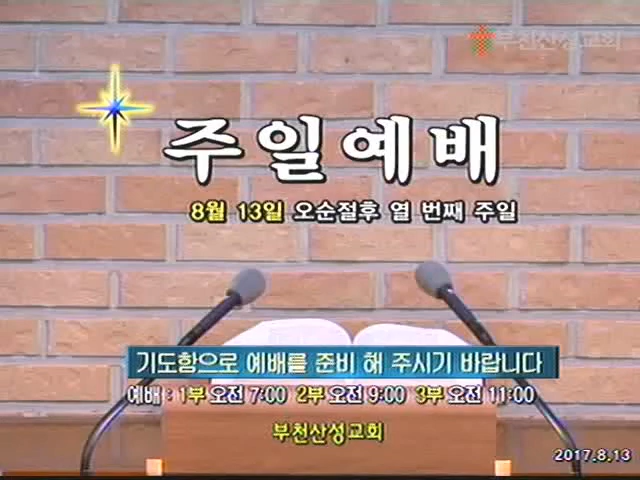 부천산성교회
주일예배
8월 13일 오순절후 열 번째 주일
기도함으로 예배를 준비 해 주시기 바랍니다
예배 : 1부 오전 7:00 2부 오전 9:00 3부 오전 11:00
부천산성교회
2017.8.13